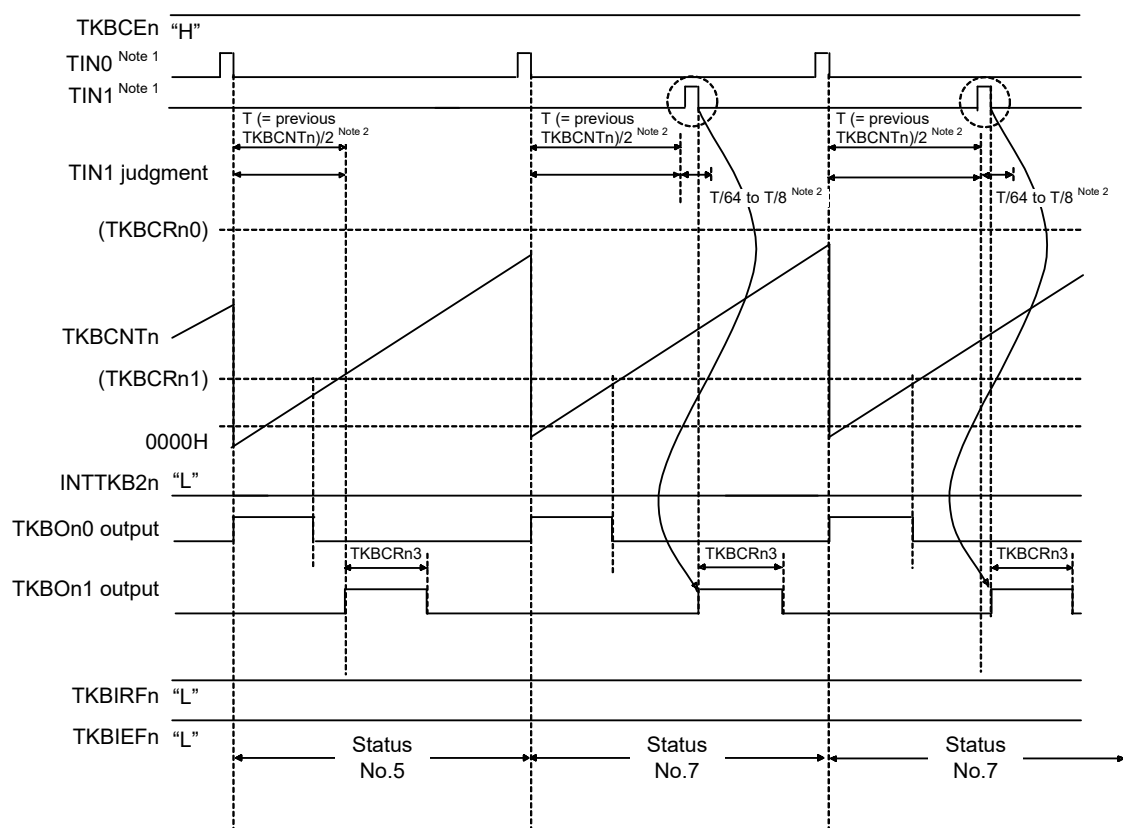 TKBCEn "H"
TIN0 Note 1
TIN1 Note 1
T (= previous
TKBCNTn)/2 Note 2
T (= previous
TKBCNTn)/2 Note 2
T (= previous
TKBCNTn)/2 Note 2
TIN1 judgment
T/64 to T/8 Note 2
T/64 to T/8 Note 2
(TKBCRn0)
TKBCNTn
(TKBCRn1)
0000H
INTTKB2n "L"
TKBOn0 output
TKBCRn3
TKBCRn3
TKBCRn3
TKBOn1 output
TKBIRFn "L"
TKBIEFn "L"
Status
No.5
Status
No.7
Status
No.7